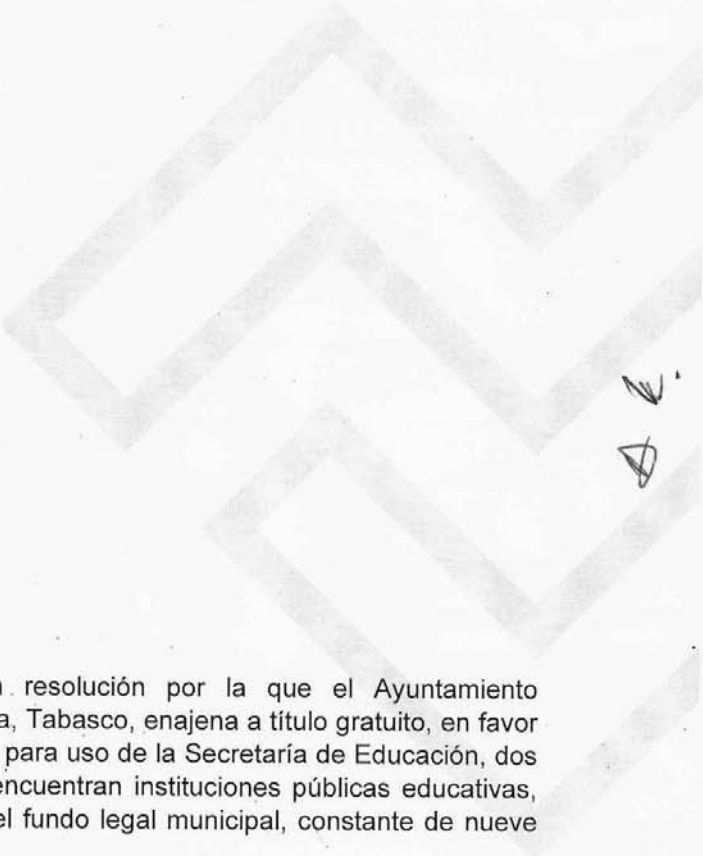 resolución por la que el Ayuntamiento
Tabasco, enajena a título gratuito, en favor
para uso de la Secretaría de Educación, dos
encuentran instituciones públicas educativas,
el fundo legal municipal, constante de nueve